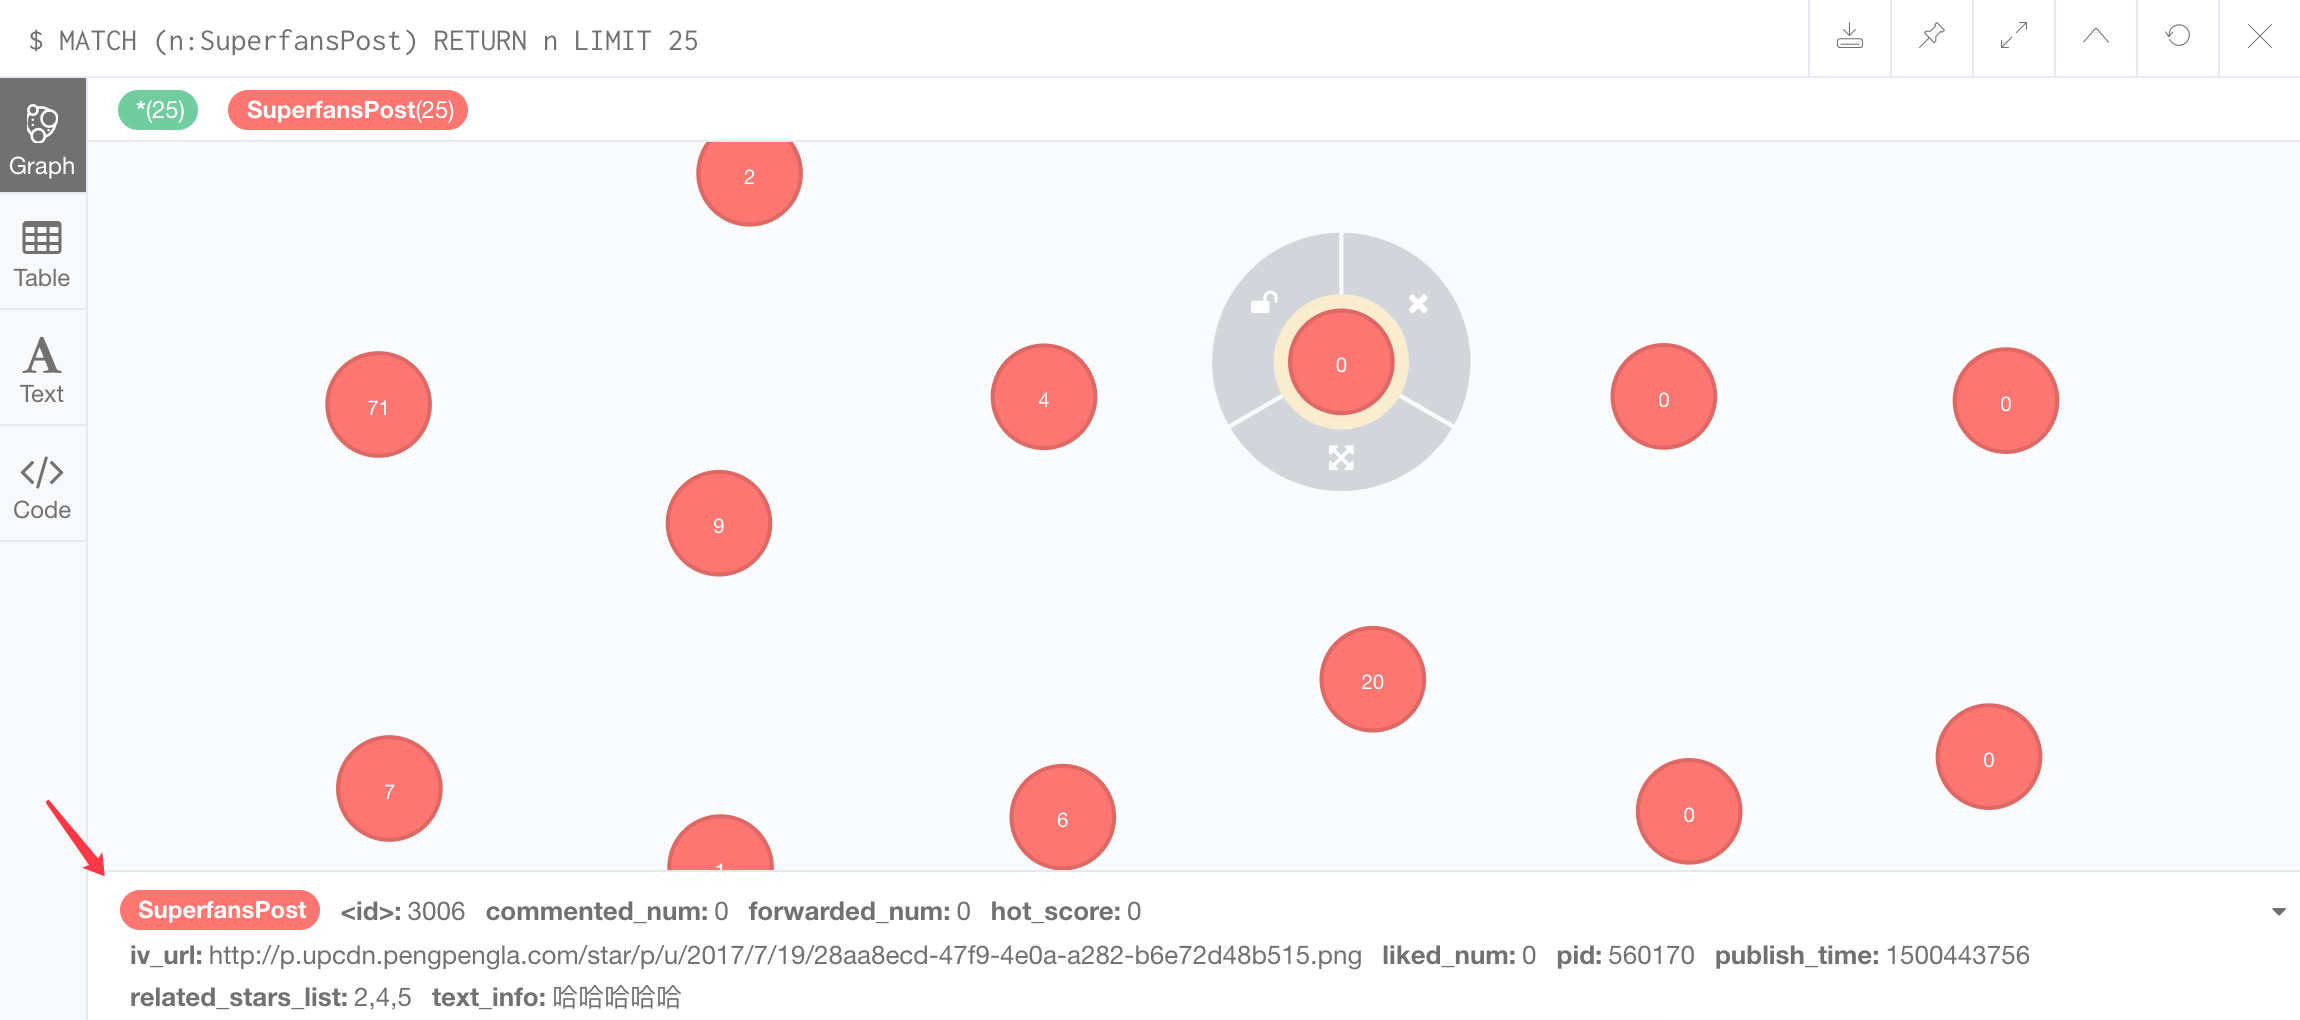 $ MATCH (n:SuperfansPost) RETURN n LIMIT 25
*(25) SuperfansPost(25)
Graph
Table
Text
Code
2
71
4
0
0
0
9
20
7
1
6
0
0
SuperfansPost <id>: 3006 commented_num: 0 forwarded_num: 0 hot_score: 0
iv_url: http://p.upcdn.pengpengla.com/star/p/u/2017/7/19/28aa8ecd-47f9-4e0a-a282-b6e72d48b515.png liked_num: 0 pid: 560170 publish_time: 1500443756
related_stars_list: 2,4,5 text_info: 哈哈哈哈哈